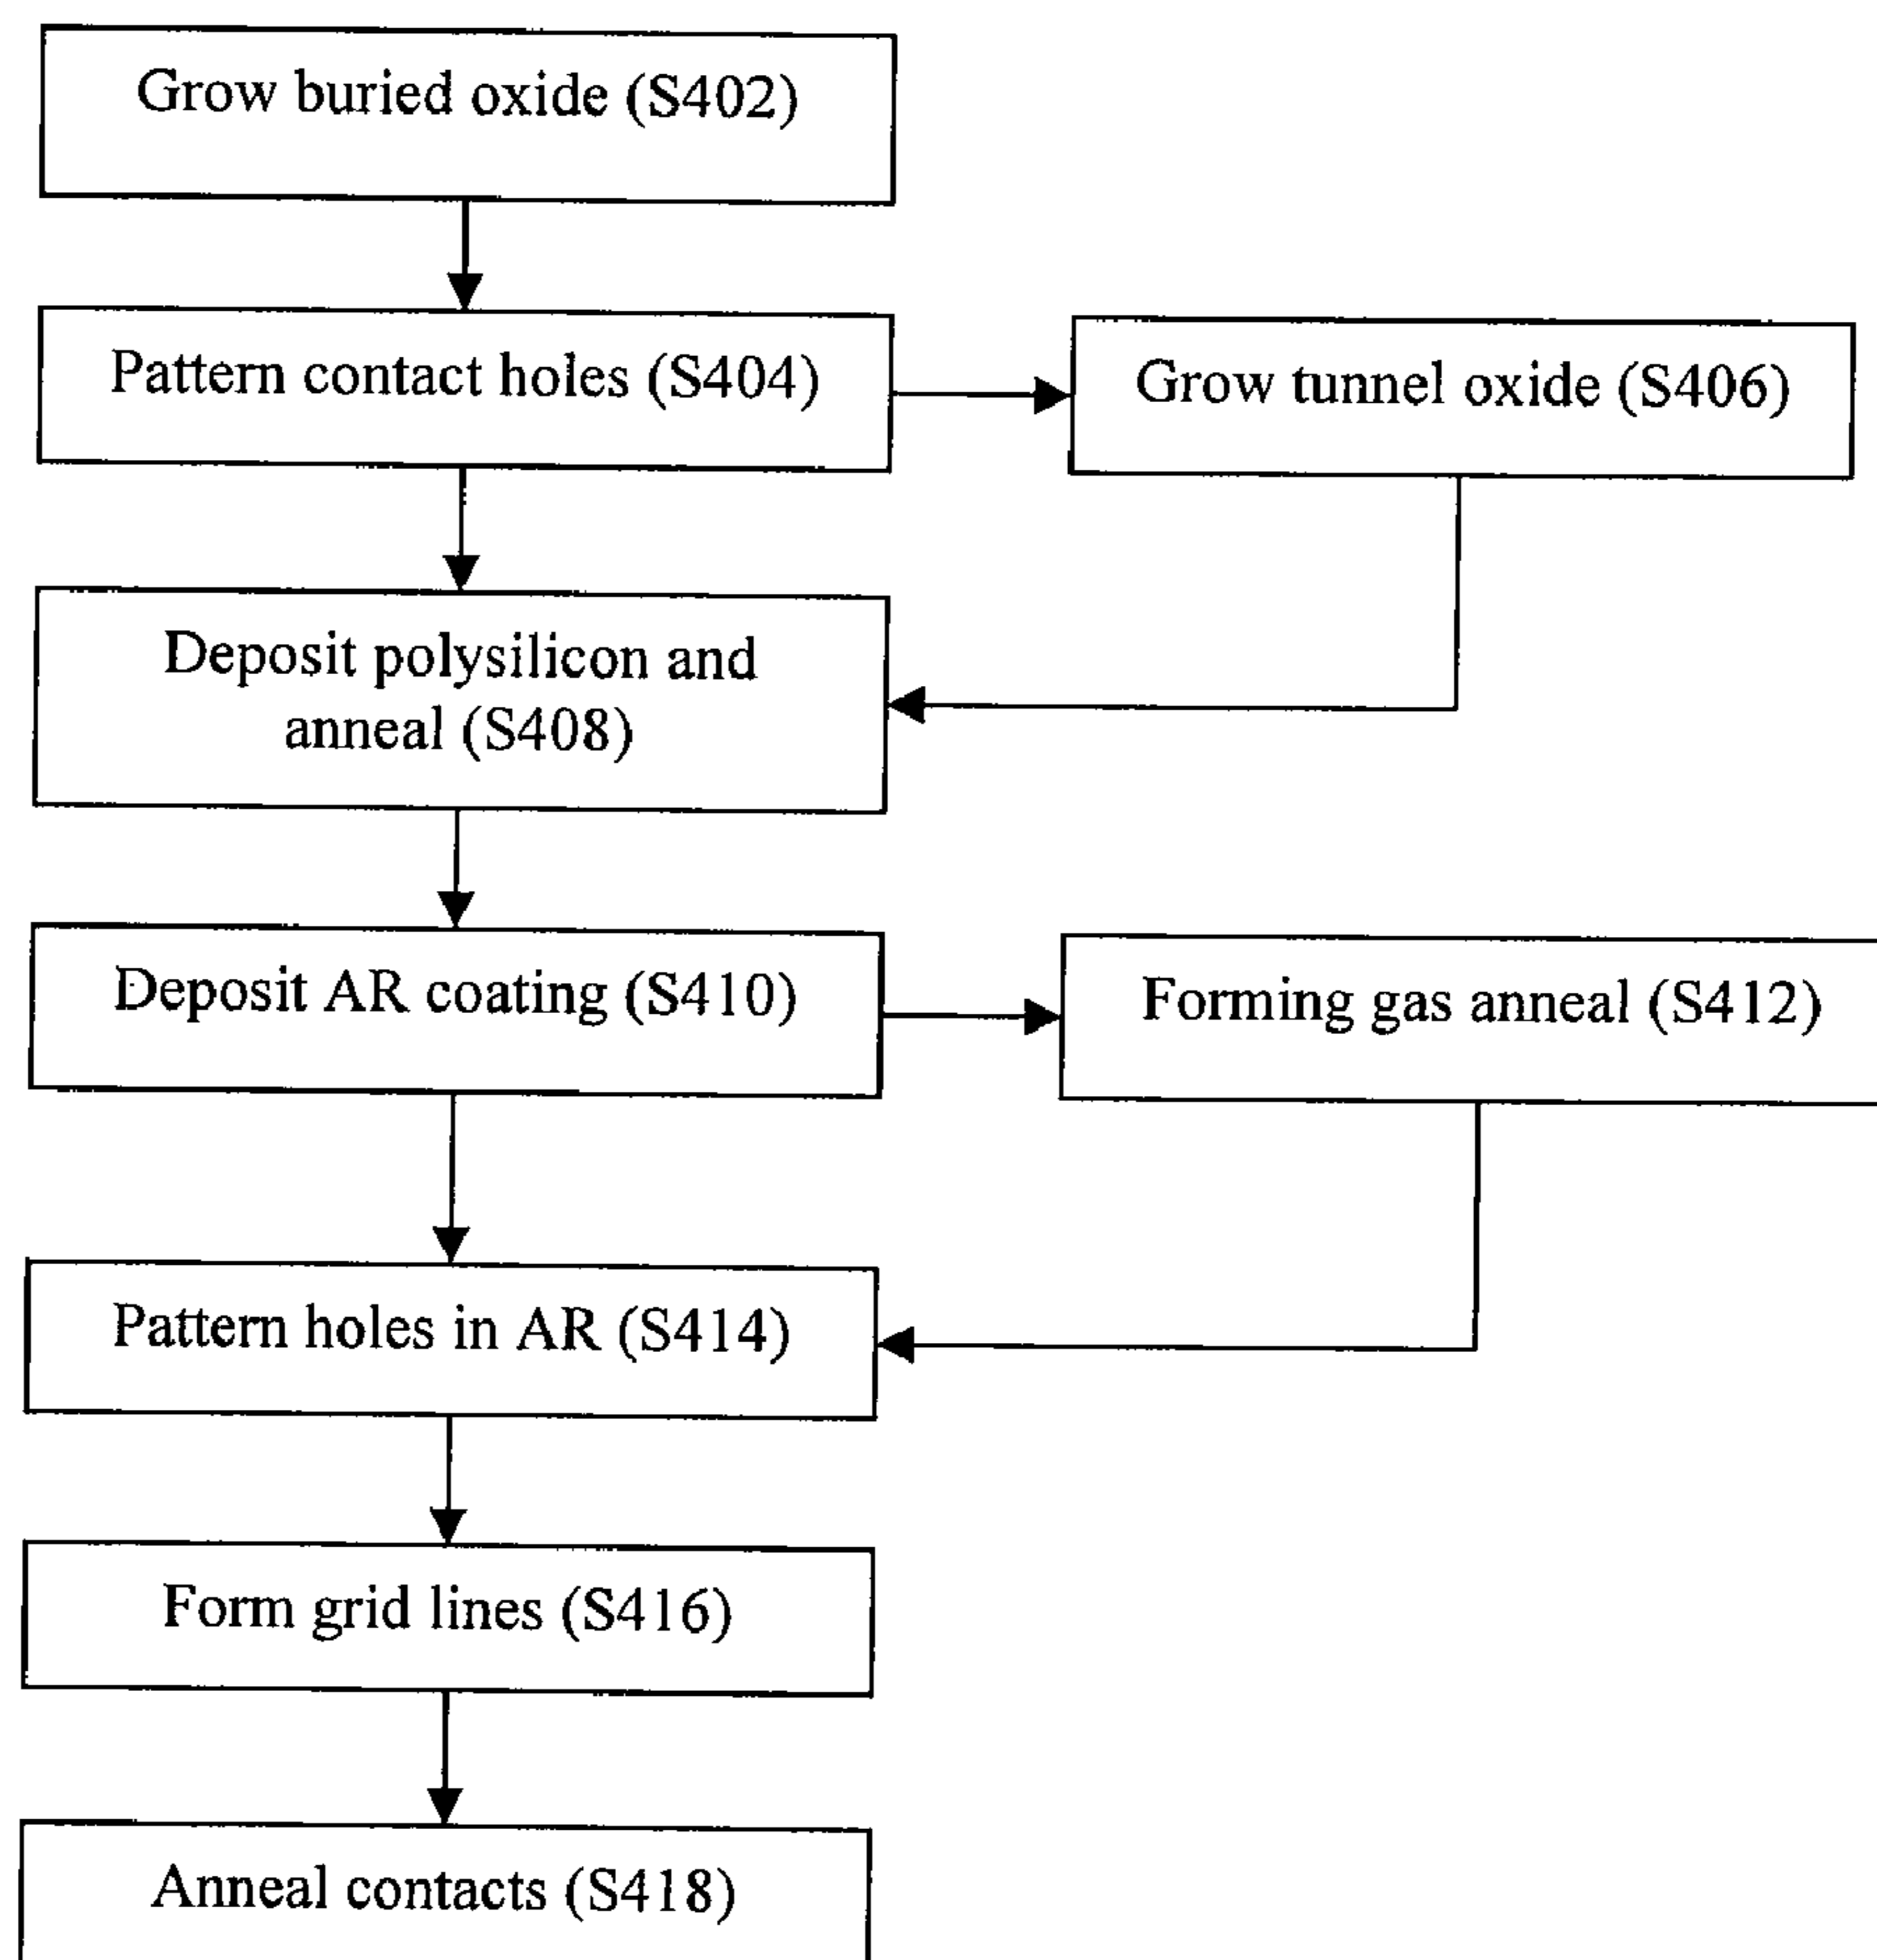 Grow buried oxide (S402)
Pattern contact holes (S404)
Grow tunnel oxide (S406)
Deposit polysilicon and
anneal (S408)
Deposit AR coating (S410)
Forming gas anneal (S412)
Pattern holes in AR (S414)
Form grid lines (S416)
Anneal contacts (S418)